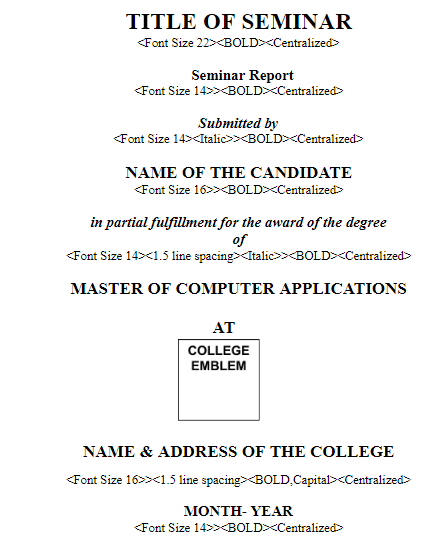 TITLE OF SEMINAR
<Font Size 22><BOLD><Centralized>
Seminar Report
<Font Size 14>><BOLD><Centralized>
Submitted by
<Font Size 14><Italic>><BOLD><Centralized>
NAME OF THE CANDIDATE
<Font Size 16>><BOLD><Centralized>
in partial fulfillment for the award of the degree
of
<Font Size 14><1.5 line spacing><Italic>><BOLD><Centralized>
MASTER OF COMPUTER APPLICATIONS
AT
COLLEGE
EMBLEM
NAME & ADDRESS OF THE COLLEGE
<Font Size 16>><1.5 line spacing><BOLD,Capital><Centralized>
MONTH- YEAR
<Font Size 14>><BOLD><Centralized>